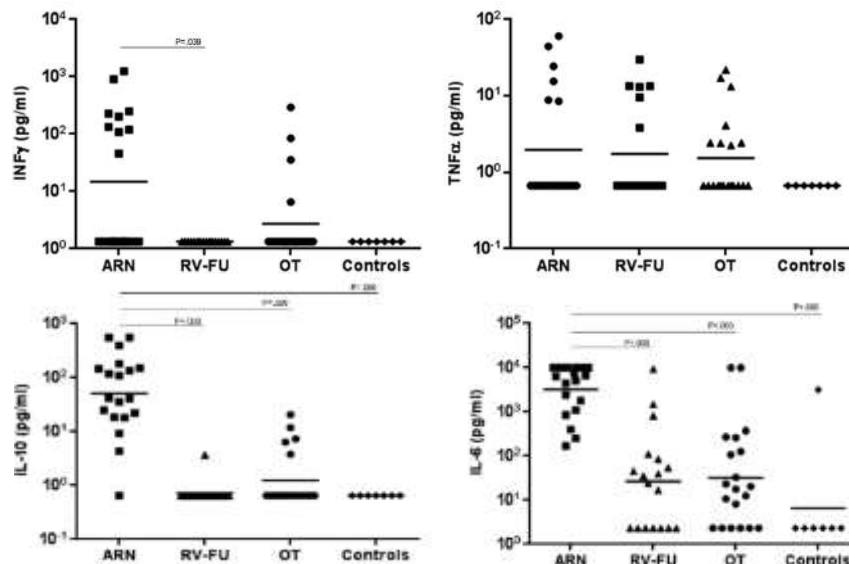 10⁴
10³
10²
10¹
10⁰
INFγ (pg/ml)
P=.039
ARN RV-FU OT Controls
10²
10¹
10⁰
10⁻¹
TNFα (pg/ml)
ARN RV-FU OT Controls
10³
10²
10¹
10⁰
10⁻¹
IL-10 (pg/ml)
ARN RV-FU OT Controls
10⁵
10⁴
10³
10²
10¹
10⁰
IL-6 (pg/ml)
ARN RV-FU OT Controls